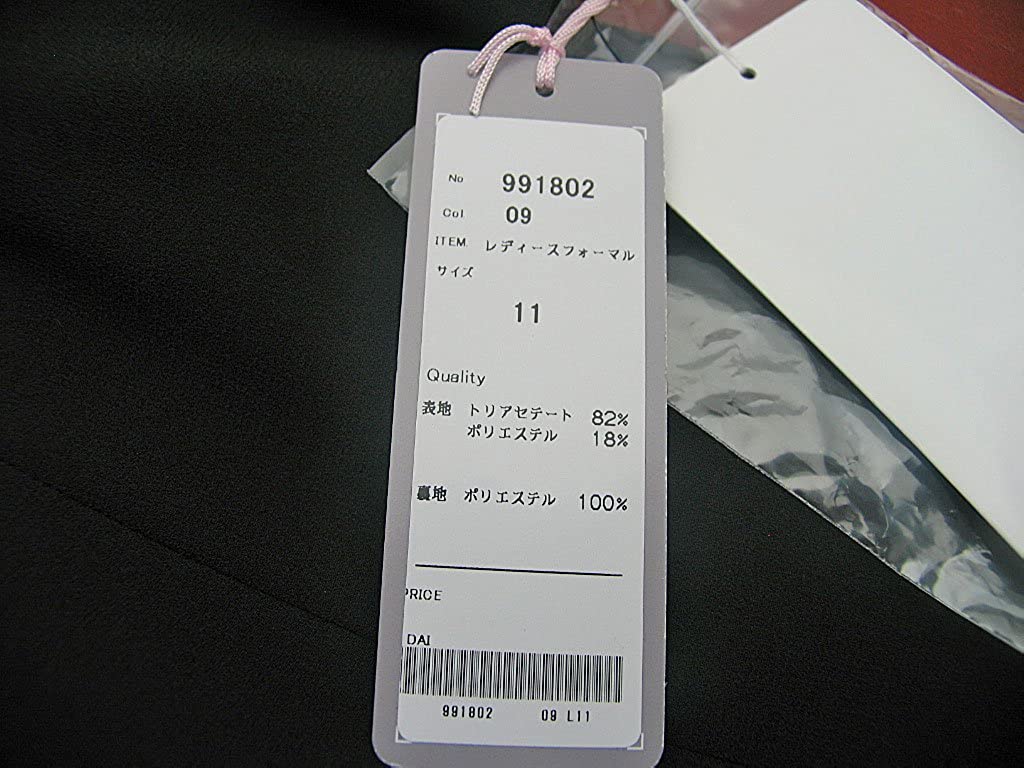 No 991802
Col 09
ITEM. レディースフォーマル
サイズ
11
Quality
表地 トリアセテート 82%
ポリエステル 18%
裏地 ポリエステル 100%
PRICE
DAI
991802 09 L11